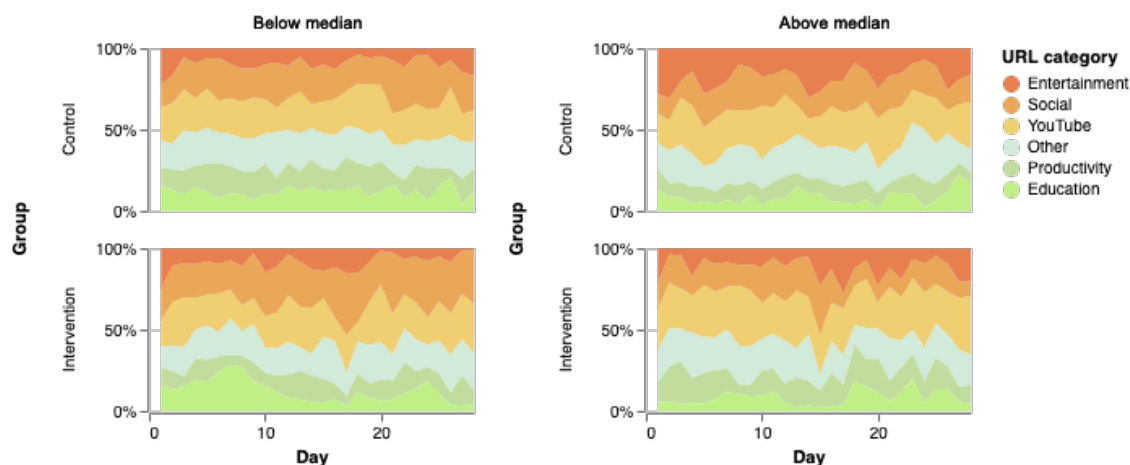 Below median
Above median
100%
50%
0%
Control
100%
50%
0%
Control
URL category
Entertainment
Social
YouTube
Other
Productivity
Education
Group
Group
100%
50%
0%
Intervention
0
10
20
Day
100%
50%
0%
Intervention
0
10
20
Day